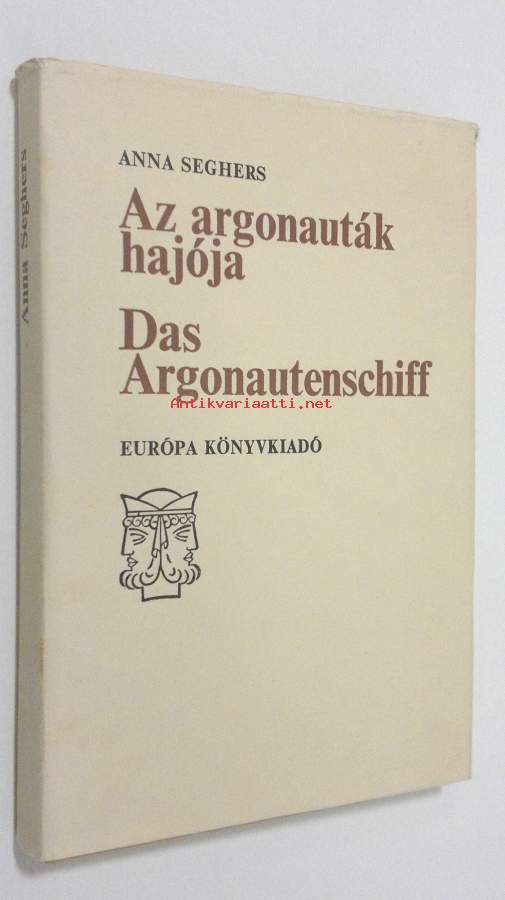 ANNA SEGHERS
Az argonauták
hajója
Das
Argonautenschiff
Antikvariaatti.net
EURÓPA KÖNYVKIADÓ
Anna Seghers